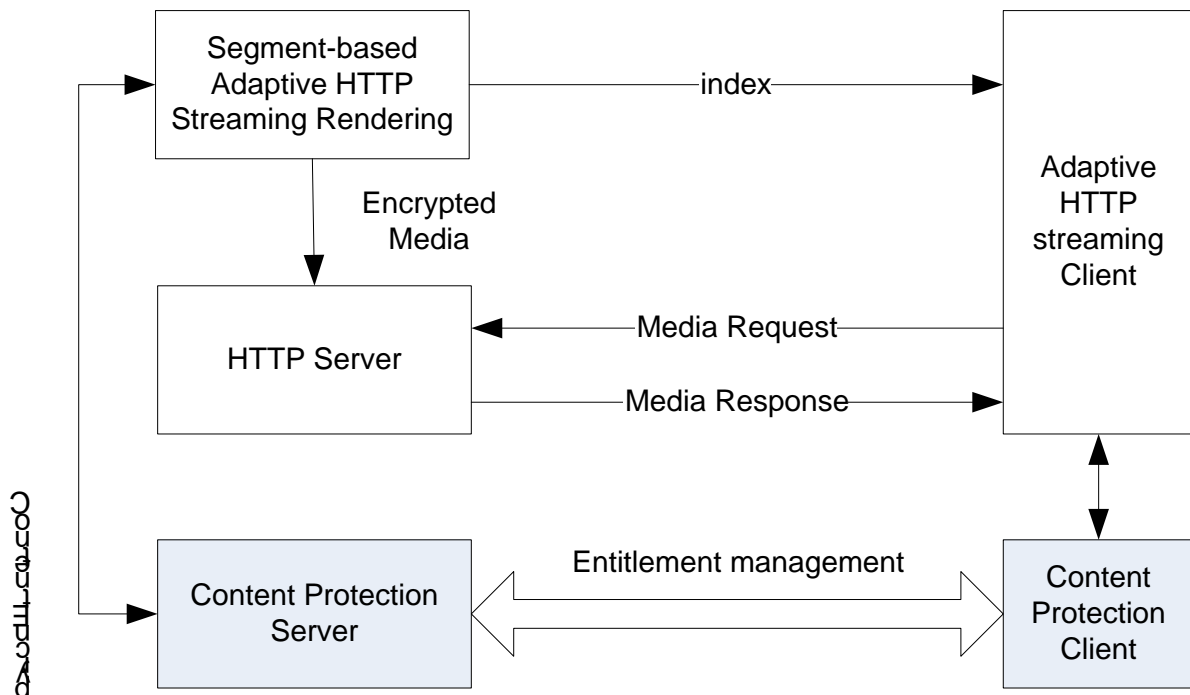 Segment-based
Adaptive HTTP
Streaming Rendering
index
Adaptive
HTTP
streaming
Client
Encrypted
Media
HTTP Server
Media Request
Media Response
Content Protection
Server
Entitlement management
Content
Protection
Client